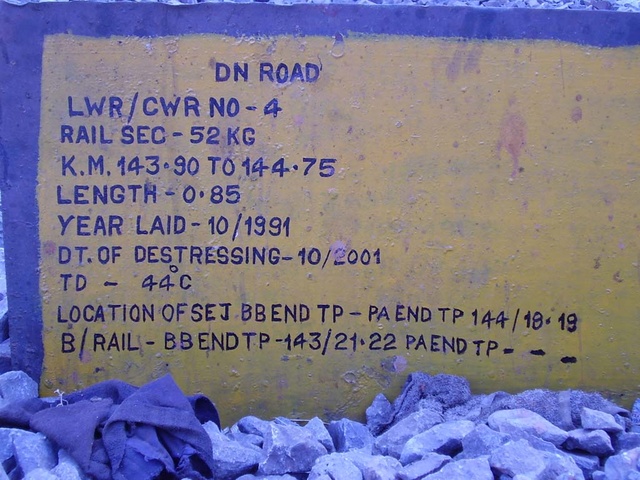 DN ROAD
LWR/CWR NO - 4
RAIL SEC - 52 KG
K.M. 143·90 TO 144·75
LENGTH - 0·85
YEAR LAID - 10/1991
DT. OF DESTRESSING - 10/2001
TD - 44°C
LOCATION OF SEJ BB END TP - PA END TP 144/18·19
B/RAIL - BB END TP - 143/21·22 PA END TP - - -